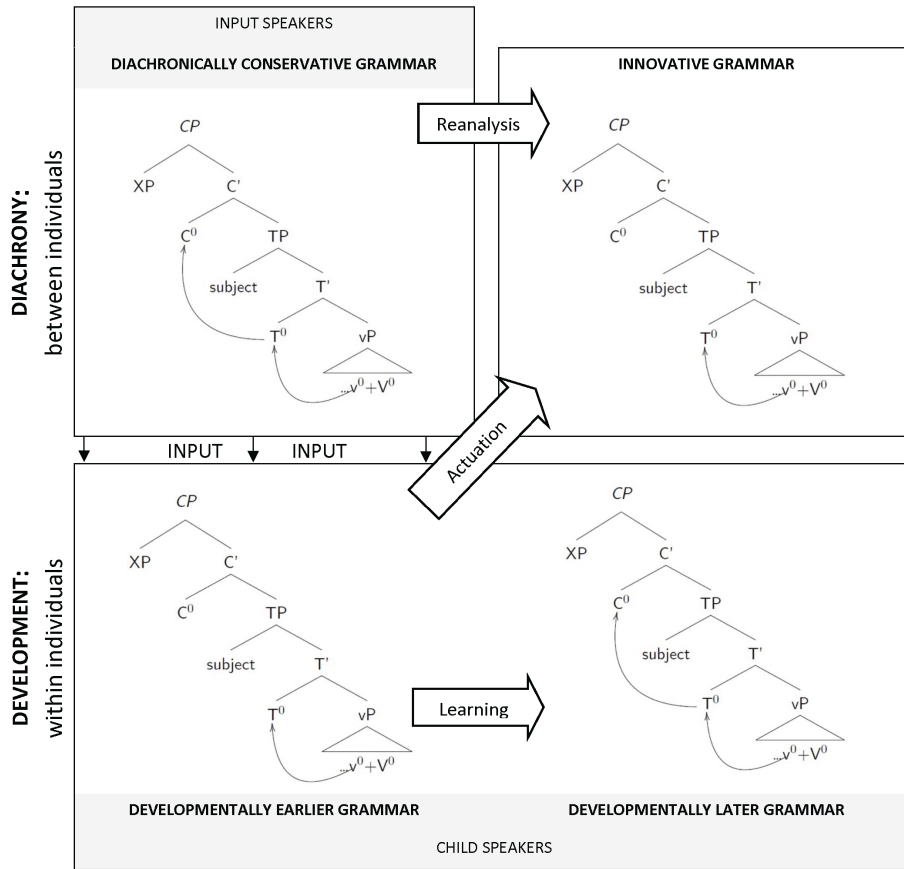 INPUT SPEAKERS
DIACHRONICALLY CONSERVATIVE GRAMMAR
INNOVATIVE GRAMMAR
DIACHRONY:
between individuals
CP
XP
C'
C⁰
TP
subject
T'
T⁰
vP
...v⁰+V⁰
Reanalysis
CP
XP
C'
C⁰
TP
subject
T'
T⁰
vP
...v⁰+V⁰
INPUT
INPUT
Actuation
DEVELOPMENT:
within individuals
CP
XP
C'
C⁰
TP
subject
T'
T⁰
vP
...v⁰+V⁰
Learning
CP
XP
C'
C⁰
TP
subject
T'
T⁰
vP
...v⁰+V⁰
DEVELOPMENTALLY EARLIER GRAMMAR
DEVELOPMENTALLY LATER GRAMMAR
CHILD SPEAKERS